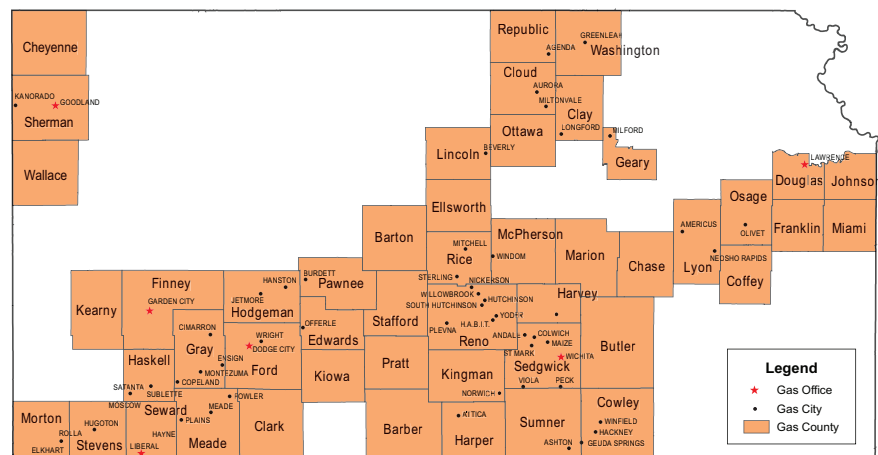 Cheyenne
Republic
GREENLEAF
AGENDA
Washington
Cloud
KANORADO
GOODLAND
AURORA
MILTONVALE
Clay
Sherman
LONGFORD
MILFORD
Ottawa
BEVERLY
Lincoln
Geary
LAWRENCE
Wallace
Douglas
Johnso
Osage
Ellsworth
AMERICUS
OLIVET
Franklin
Miami
Barton
McPherson
MITCHELL
Rice
WINDOM
Marion
NEOSHO RAPIDS
Lyon
Chase
Coffey
BURDETT
STERLING
NICKERSON
Finney
HANSTON
Pawnee
WILLOWBROOK
Harvey
Kearny
GARDEN CITY
JETMORE
HUTCHINSON
SOUTH HUTCHINSON
Hodgeman
Stafford
YODER
H.A.B.I.T.
CIMARRON
OFFERLE
PLEVNA
Edwards
Reno
ANDALE
COLWICH
MAIZE
Butler
WRIGHT
DODGE CITY
Gray
ST MARK
WICHITA
Haskell
ENSIGN
Ford
Pratt
Kingman
Sedgwick
MONTEZUMA
Kiowa
COPELAND
VIOLA
PECK
SATANTA
SUBLETTE
FOWLER
NORWICH
MOSCOW
Seward
MEADE
Cowley
Morton
HUGOTON
PLAINS
Clark
Barber
ATTICA
Sumner
WINFIELD
ROLLA
HAYNE
HACKNEY
ELKHART
Stevens
LIBERAL
Meade
Harper
ASHTON
GEUDA SPRINGS
Legend
Gas Office
Gas City
Gas County